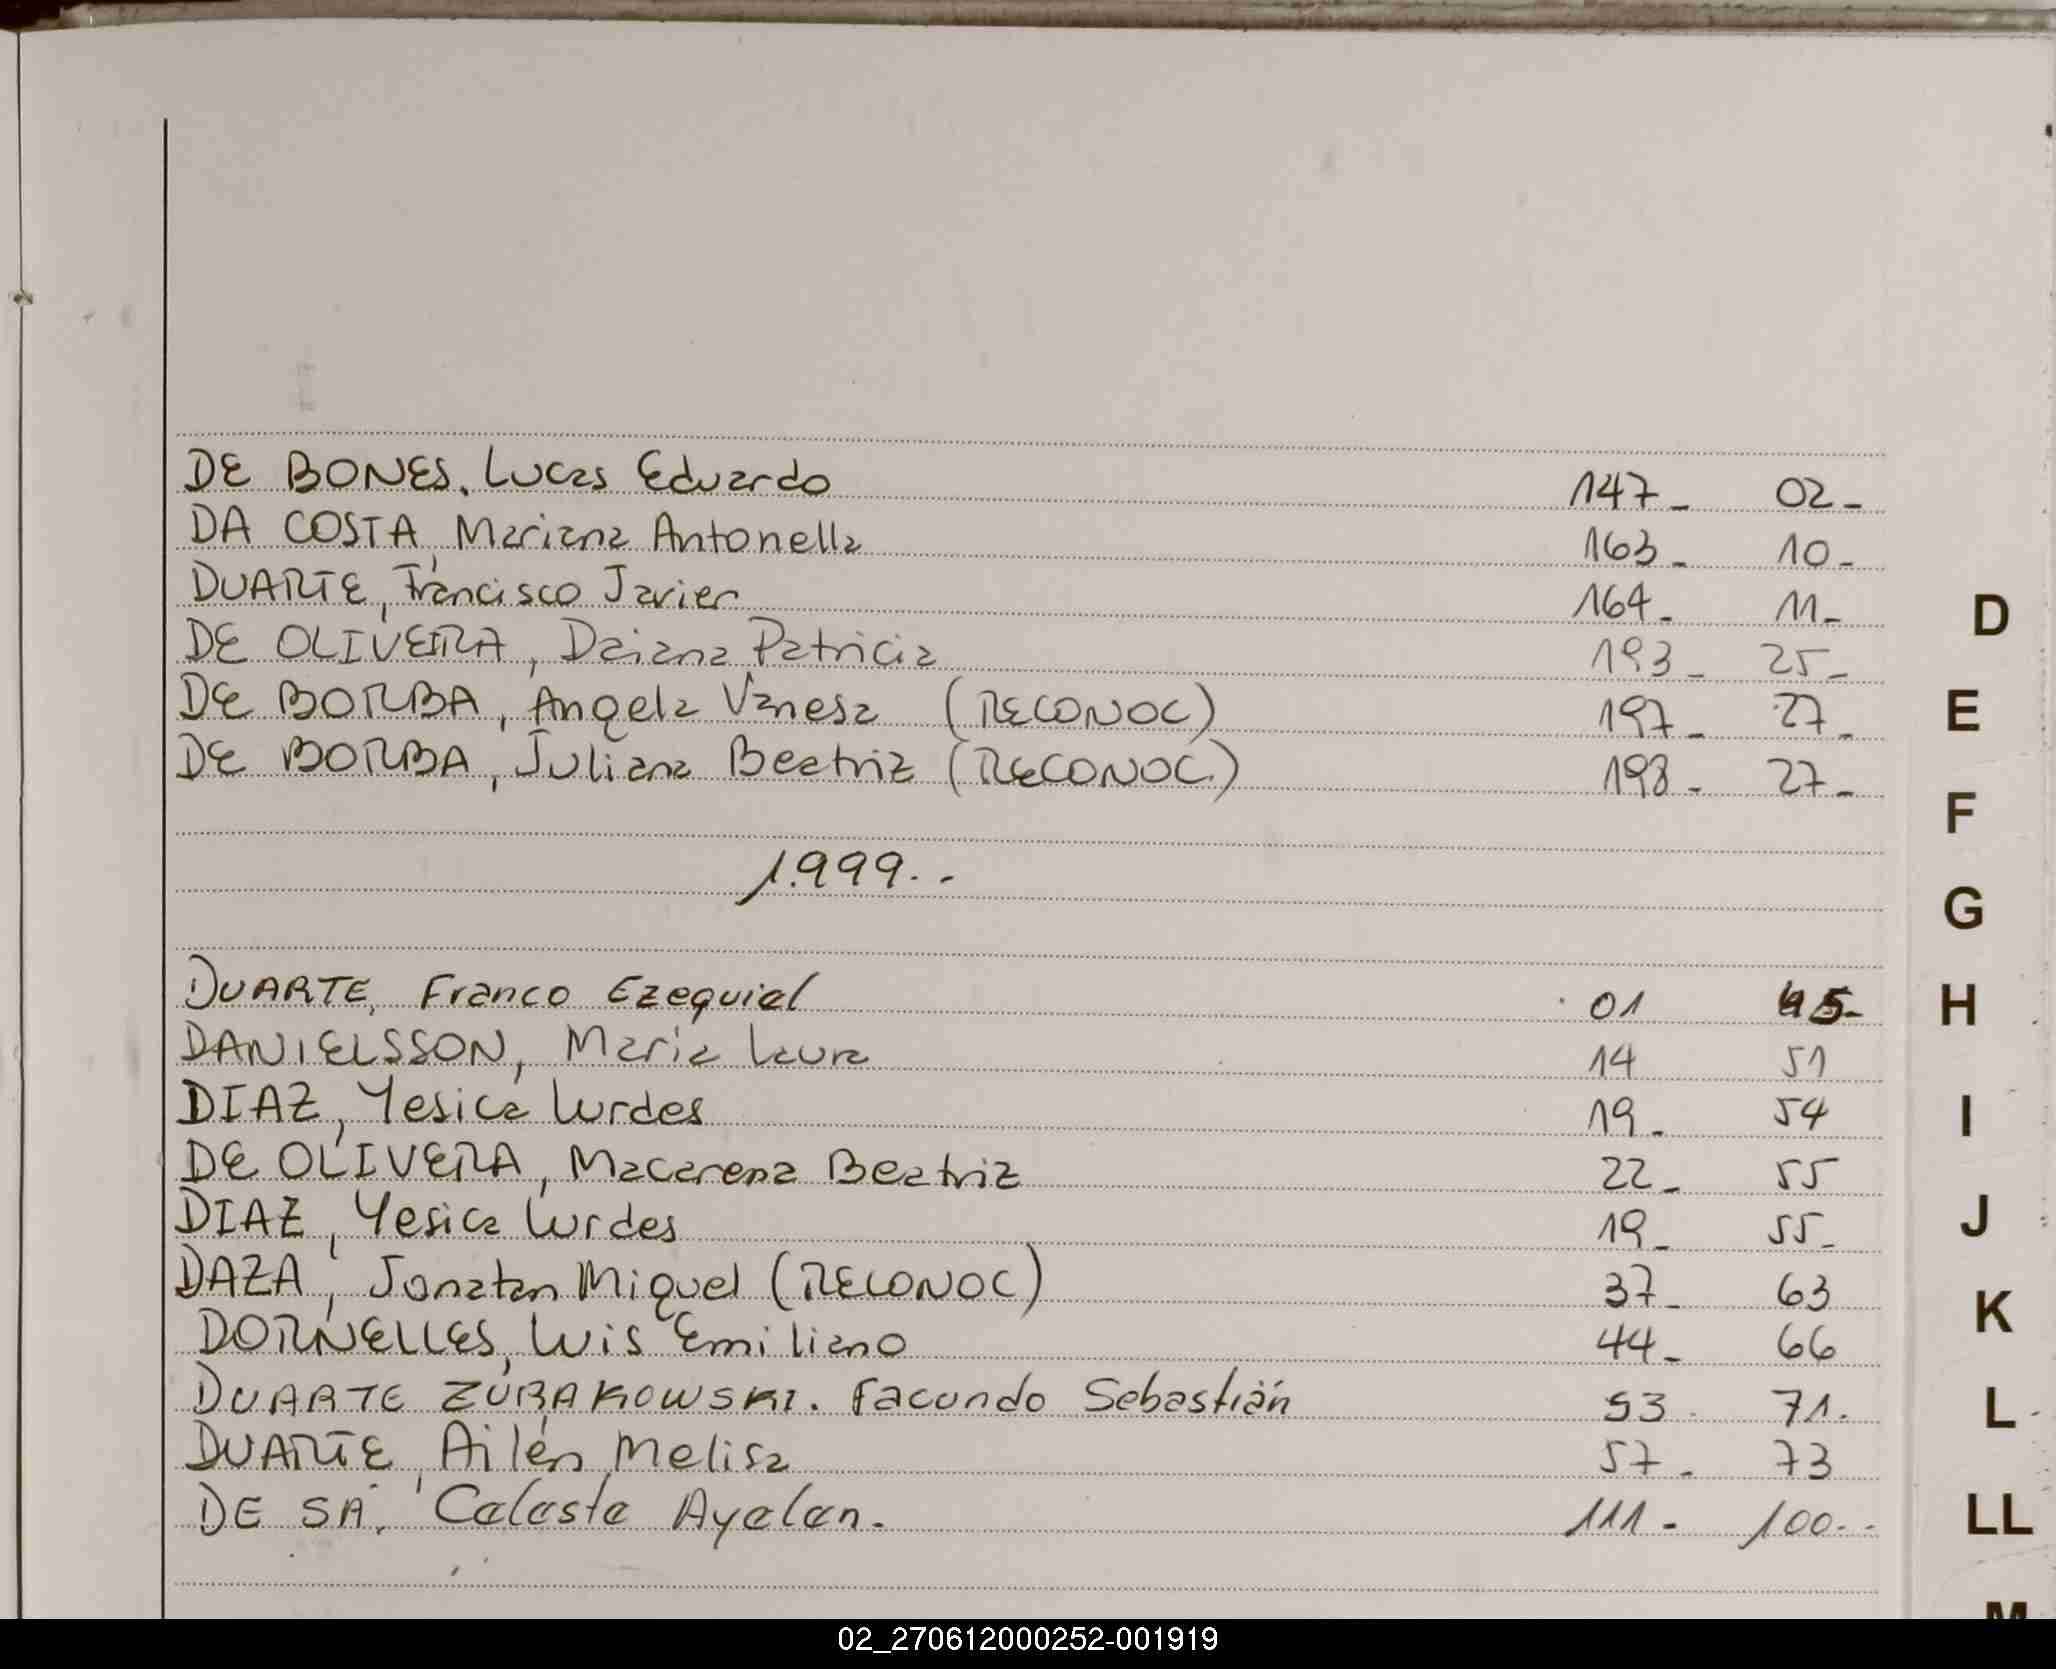 DE BONES. Lucas Eduardo 147_ 02_
DA COSTA, Mariana Antonella 163_ 10_
DUARTE, Francisco Javier 164_ 11_
DE OLIVEIRA, Daiana Patricia 193_ 25_
DE BORBA, Angela Vanesa (RECONOC) 197_ 27_
DE BORBA, Juliana Beatriz (RECONOC.) 198_ 27_
1.999.-
DUARTE, Franco Ezequiel 01 45-
DANIELSSON, Maria Laura 14 51
DIAZ, Yesica Lurdes 19_ 54
DE OLIVERA, Macarena Beatriz 22_ 55
DIAZ, Yesica Lurdes 19_ 55_
DAZA, Jonatan Miguel (RECONOC) 37_ 63
DORNELLES, Luis Emiliano 44_ 66
DUARTE ZURAKOWSKI. Facundo Sebastián 53. 71.
DUARTE, Ailén Melisa 57_ 73
DE SA, Celeste Ayelen. 111- 100--
D
E
F
G
H
I
J
K
L
LL
M
02_270612000252-001919